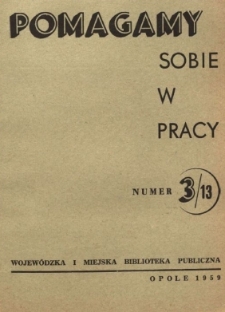 POMAGAMY
SOBIE
W
PRACY
NUMER 3/13
WOJEWÓDZKA I MIEJSKA BIBLIOTEKA PUBLICZNA
OPOLE 1959